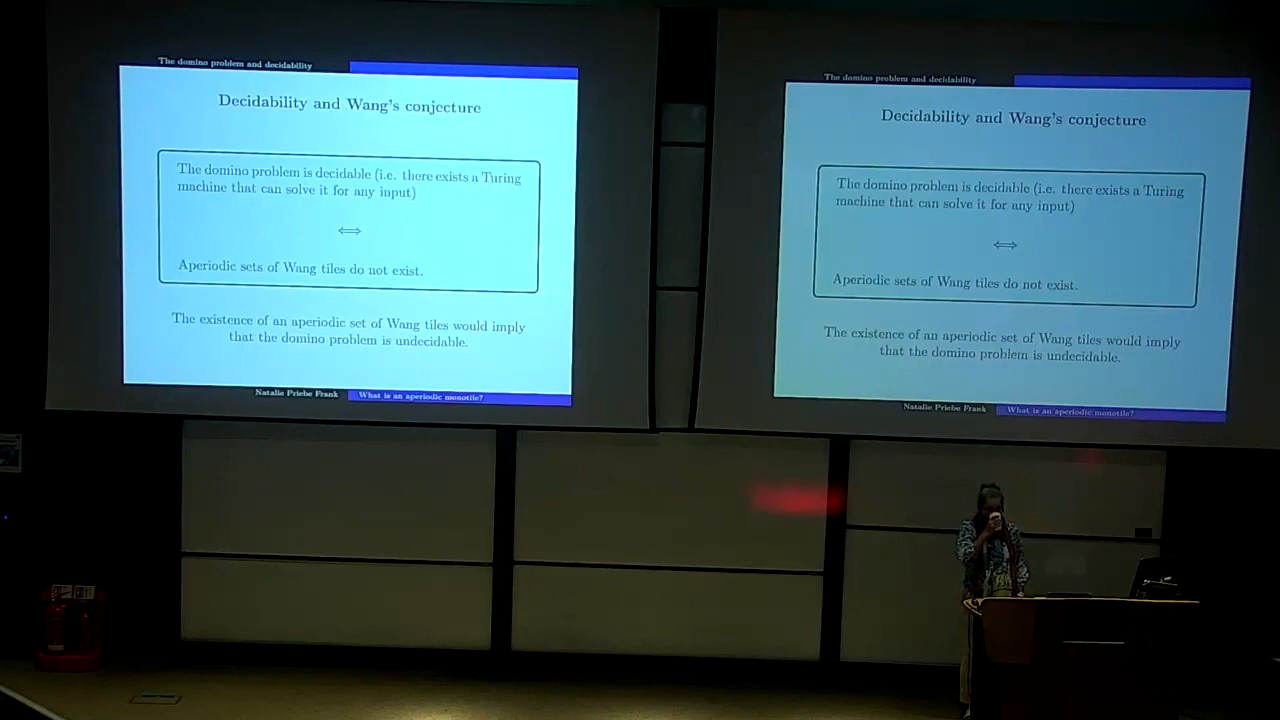 The domino problem and decidability
Decidability and Wang's conjecture
The domino problem is decidable (i.e. there exists a Turing
machine that can solve it for any input)
⟺
Aperiodic sets of Wang tiles do not exist.
The existence of an aperiodic set of Wang tiles would imply
that the domino problem is undecidable.
Natalie Priebe Frank What is an aperiodic monotile?
The domino problem and decidability
Decidability and Wang's conjecture
The domino problem is decidable (i.e. there exists a Turing
machine that can solve it for any input)
⟺
Aperiodic sets of Wang tiles do not exist.
The existence of an aperiodic set of Wang tiles would imply
that the domino problem is undecidable.
Natalie Priebe Frank What is an aperiodic monotile?